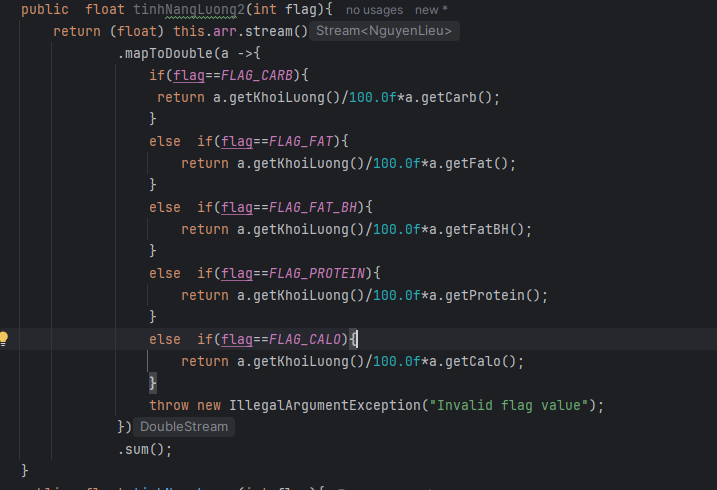 public  float tinhNangLuong2(int flag){  no usages  new *
    return (float) this.arr.stream() Stream<NguyenLieu>
            .mapToDouble(a ->{
                if(flag==FLAG_CARB){
                 return a.getKhoiLuong()/100.0f*a.getCarb();
                }
                else  if(flag==FLAG_FAT){
                    return a.getKhoiLuong()/100.0f*a.getFat();
                }
                else  if(flag==FLAG_FAT_BH){
                    return a.getKhoiLuong()/100.0f*a.getFatBH();
                }
                else  if(flag==FLAG_PROTEIN){
                    return a.getKhoiLuong()/100.0f*a.getProtein();
                }
                else  if(flag==FLAG_CALO){
                    return a.getKhoiLuong()/100.0f*a.getCalo();
                }
                throw new IllegalArgumentException("Invalid flag value");
            }) DoubleStream
            .sum();
}